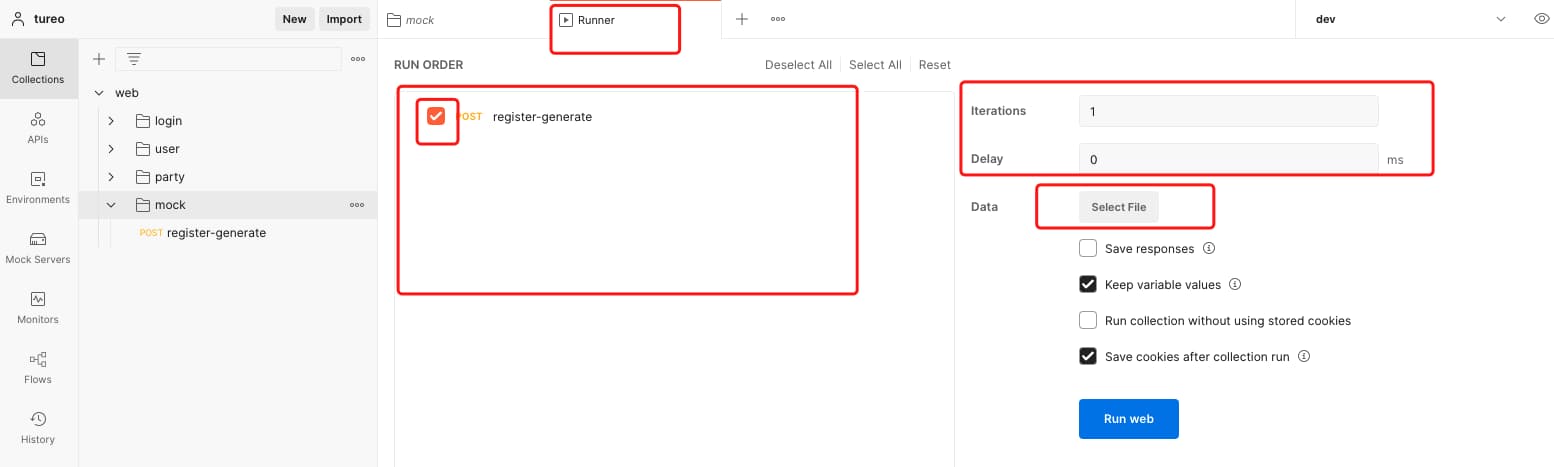 tureo
New
Import
mock
Runner
dev
Collections
APIs
Environments
Mock Servers
Monitors
Flows
History
web
login
user
party
mock
POST register-generate
RUN ORDER
Deselect All
Select All
Reset
POST register-generate
Iterations
1
Delay
0
ms
Data
Select File
Save responses
Keep variable values
Run collection without using stored cookies
Save cookies after collection run
Run web